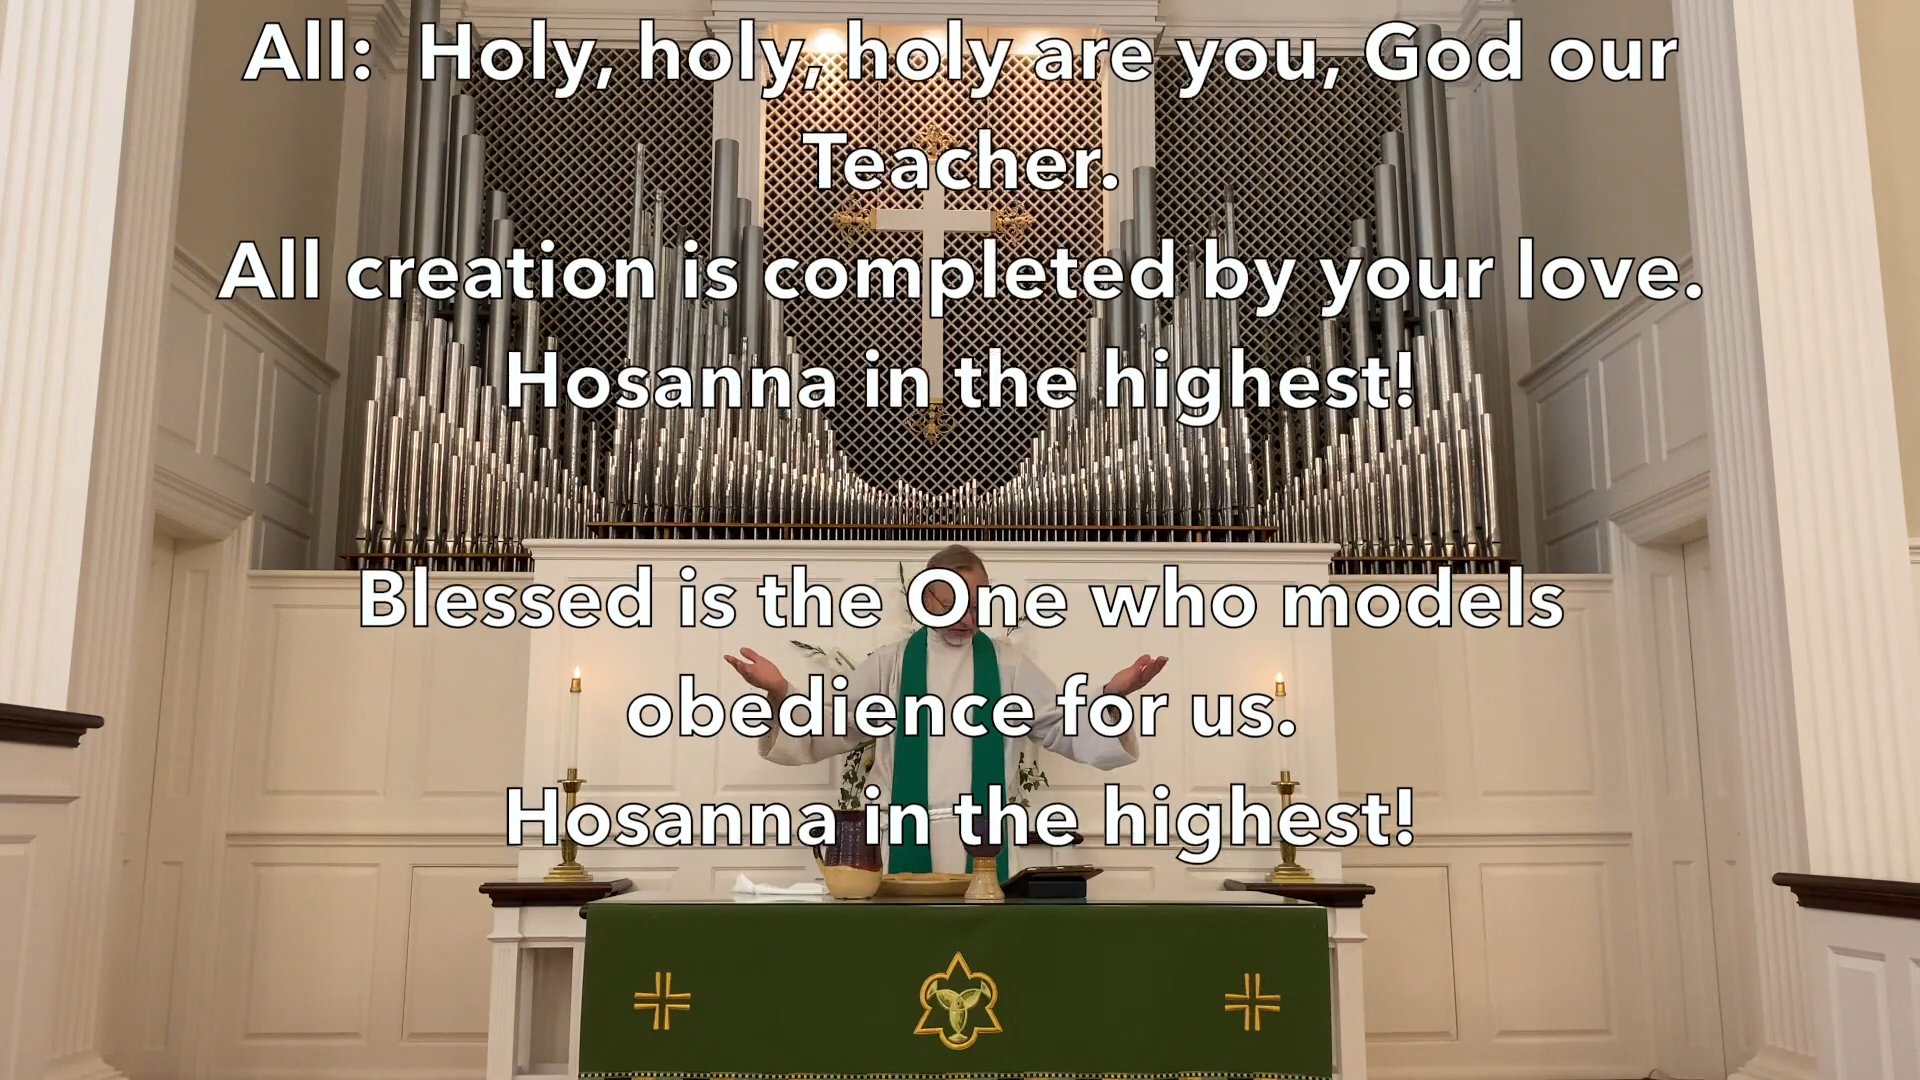 All: Holy, holy, holy are you, God our
Teacher.
All creation is completed by your love.
Hosanna in the highest!
Blessed is the One who models
obedience for us.
Hosanna in the highest!